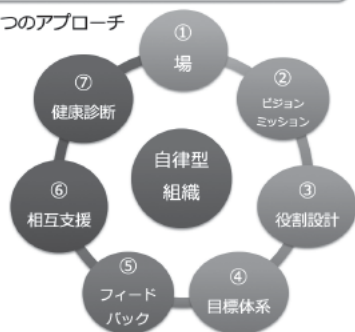 つのアプローチ
①
場
②
ビジョン
ミッション
③
役割設計
④
目標体系
⑤
フィード
バック
⑥
相互支援
⑦
健康診断
自律型
組織